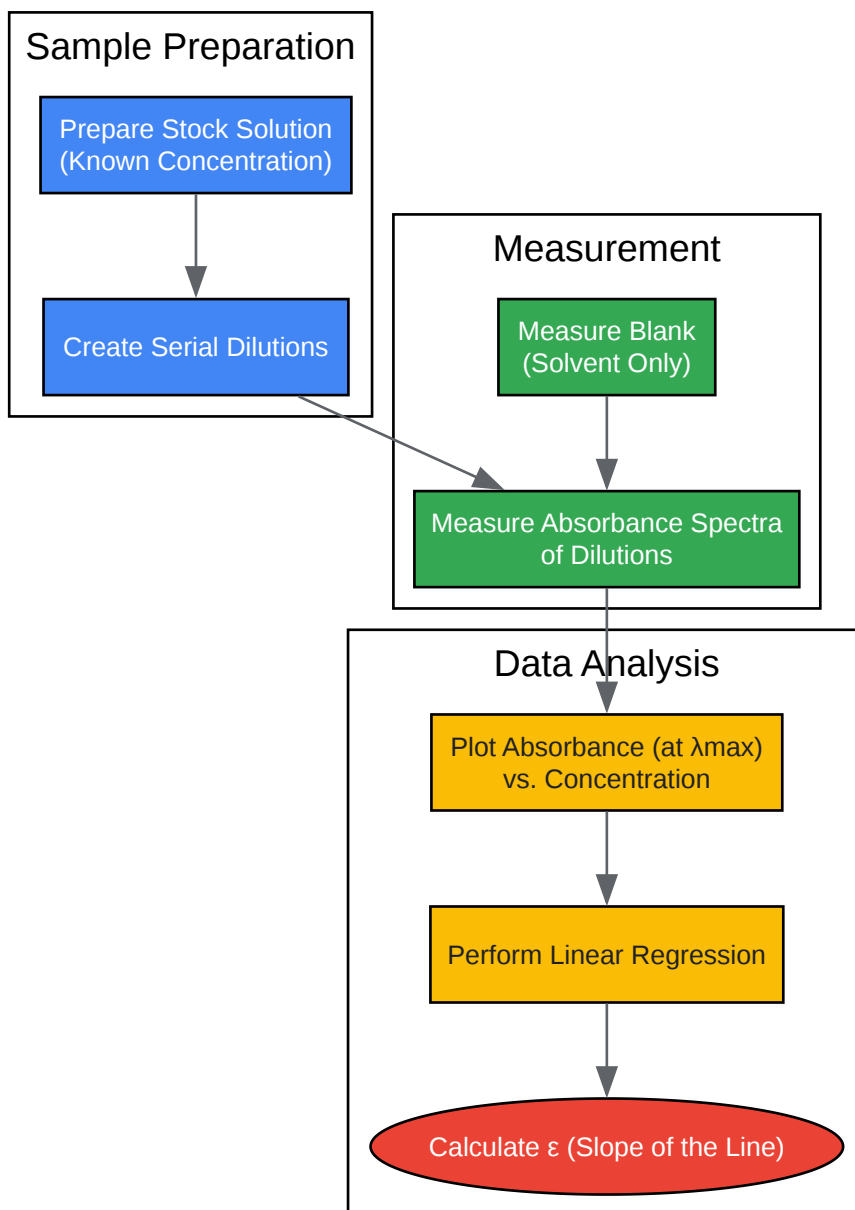 Sample Preparation
Prepare Stock Solution
(Known Concentration)
Create Serial Dilutions
Measurement
Measure Blank
(Solvent Only)
Measure Absorbance Spectra
of Dilutions
Data Analysis
Plot Absorbance (at λmax)
vs. Concentration
Perform Linear Regression
Calculate ε (Slope of the Line)